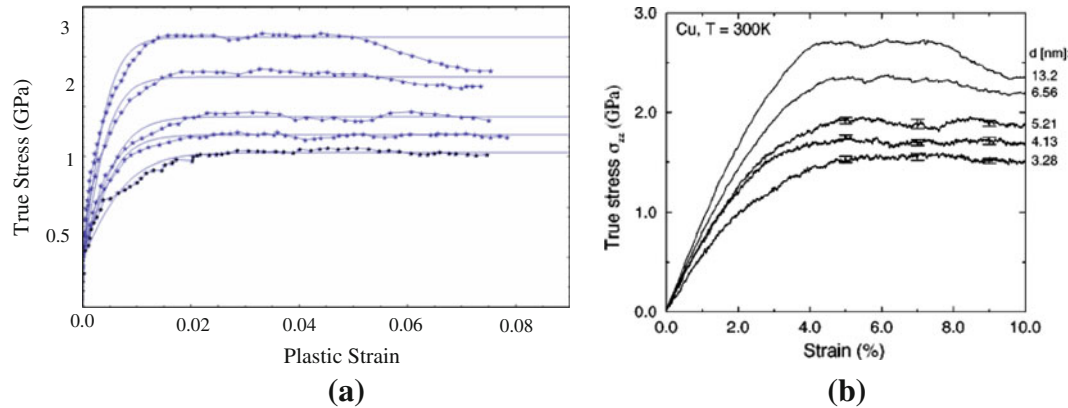 3
2
1
0.5
True Stress (GPa)
0.0 0.02 0.04 0.06 0.08
Plastic Strain
(a)
Cu, T = 300K
3.0
2.0
1.0
0.0
True stress σzz (GPa)
d [nm]
13.2
6.56
5.21
4.13
3.28
0.0 2.0 4.0 6.0 8.0 10.0
Strain (%)
(b)